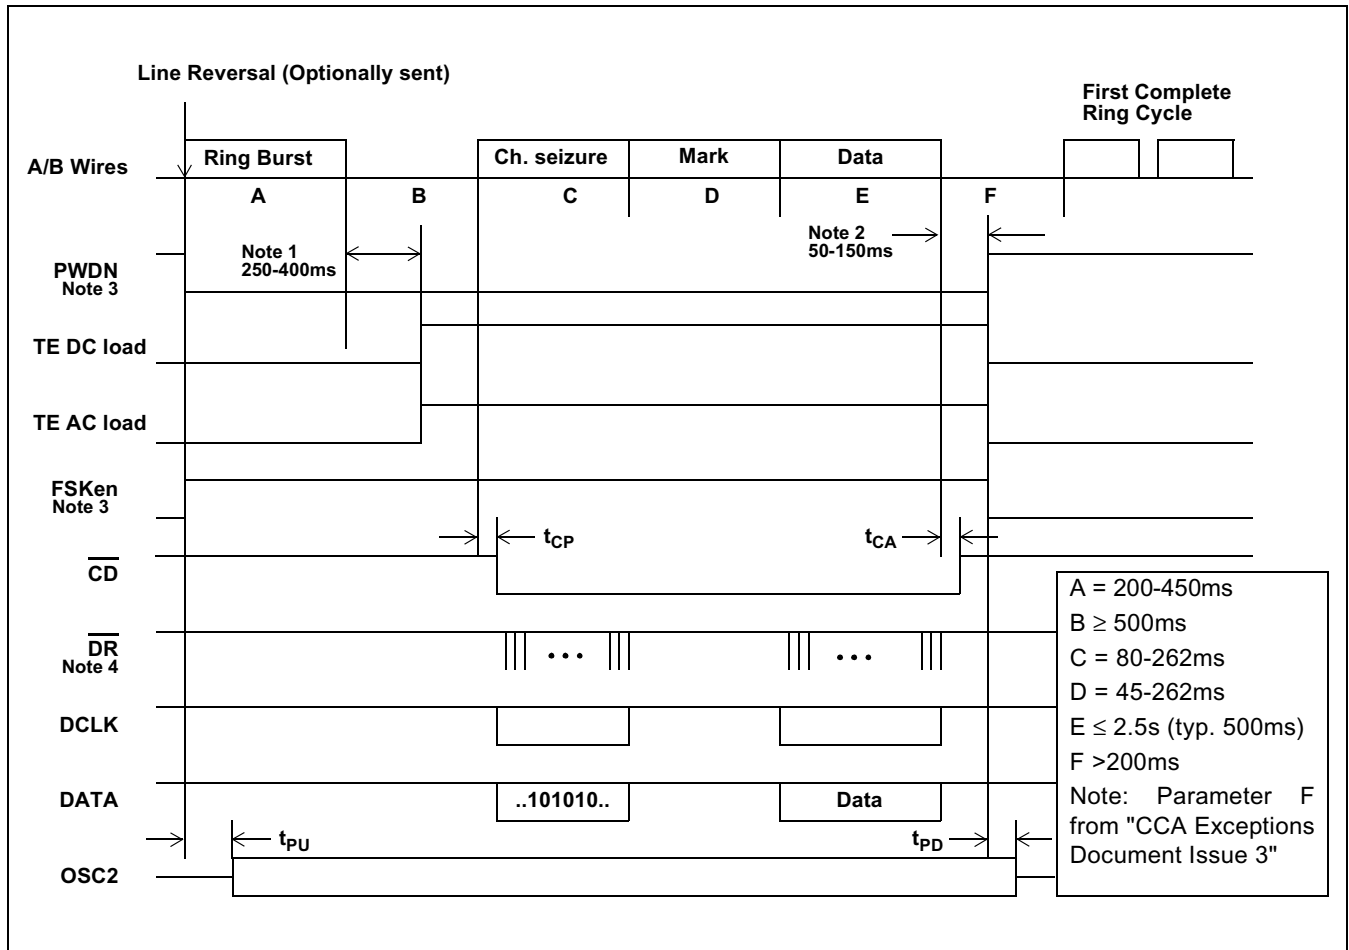 Line Reversal (Optionally sent)
First Complete
Ring Cycle
A/B Wires
Ring Burst
Ch. seizure
Mark
Data
A
B
C
D
E
F
Note 1
250-400ms
Note 2
50-150ms
PWDN
Note 3
TE DC load
TE AC load
FSKen
Note 3
tCP
tCA
CD
DR
Note 4
• • •
• • •
DCLK
DATA
..101010..
Data
tPU
tPD
OSC2
A = 200-450ms
B ≥ 500ms
C = 80-262ms
D = 45-262ms
E ≤ 2.5s (typ. 500ms)
F >200ms
Note: Parameter F
from "CCA Exceptions
Document Issue 3"